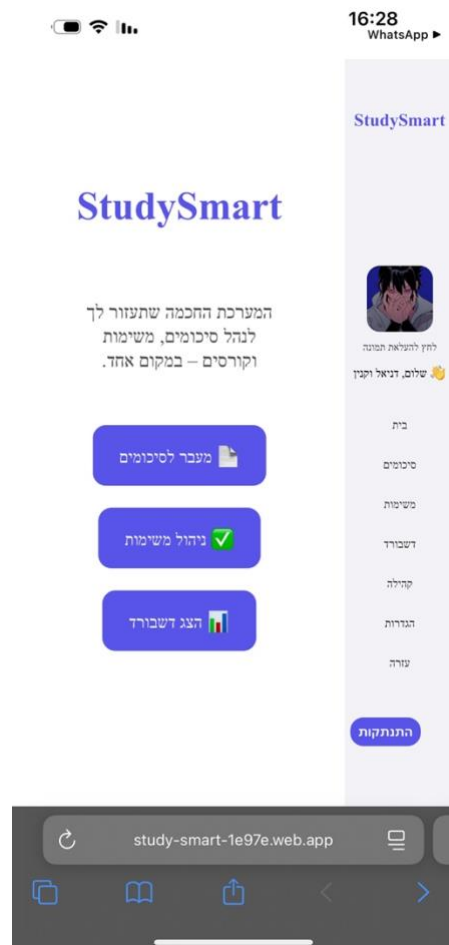 16:28
WhatsApp
StudySmart
לחץ להעלאת תמונה
👋 שלום, דניאל וקנין
בית
סיכומים
משימות
דשבורד
קהילה
הגדרות
עזרה
התנתקות
StudySmart
המערכת החכמה שתעזור לך
לנהל סיכומים, משימות
וקורסים – במקום אחד.
📄 מעבר לסיכומים
✅ ניהול משימות
📊 הצג דשבורד
study-smart-1e97e.web.app